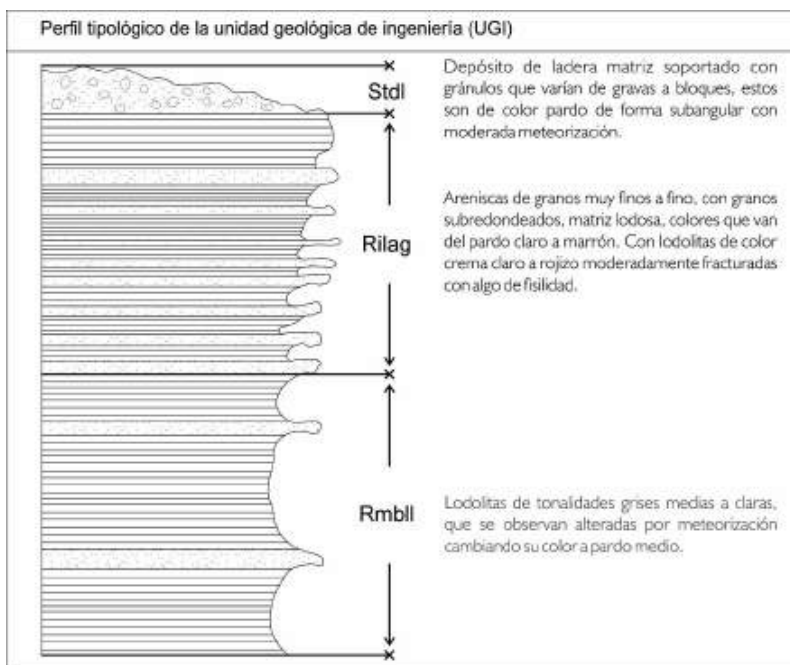 Perfil tipológico de la unidad geológica de ingeniería (UGI)
Stdl
Depósito de ladera matriz soportado con
gránulos que varían de gravas a bloques, estos
son de color pardo de forma subangular con
moderada meteorización.
Rilag
Areniscas de granos muy finos a fino, con granos
subredondeados, matriz lodosa, colores que van
del pardo claro a marrón. Con lodolitas de color
crema claro a rojizo moderadamente fracturadas
con algo de fisilidad.
Rmbll
Lodolitas de tonalidades grises medias a claras,
que se observan alteradas por meteorización
cambiando su color a pardo medio.